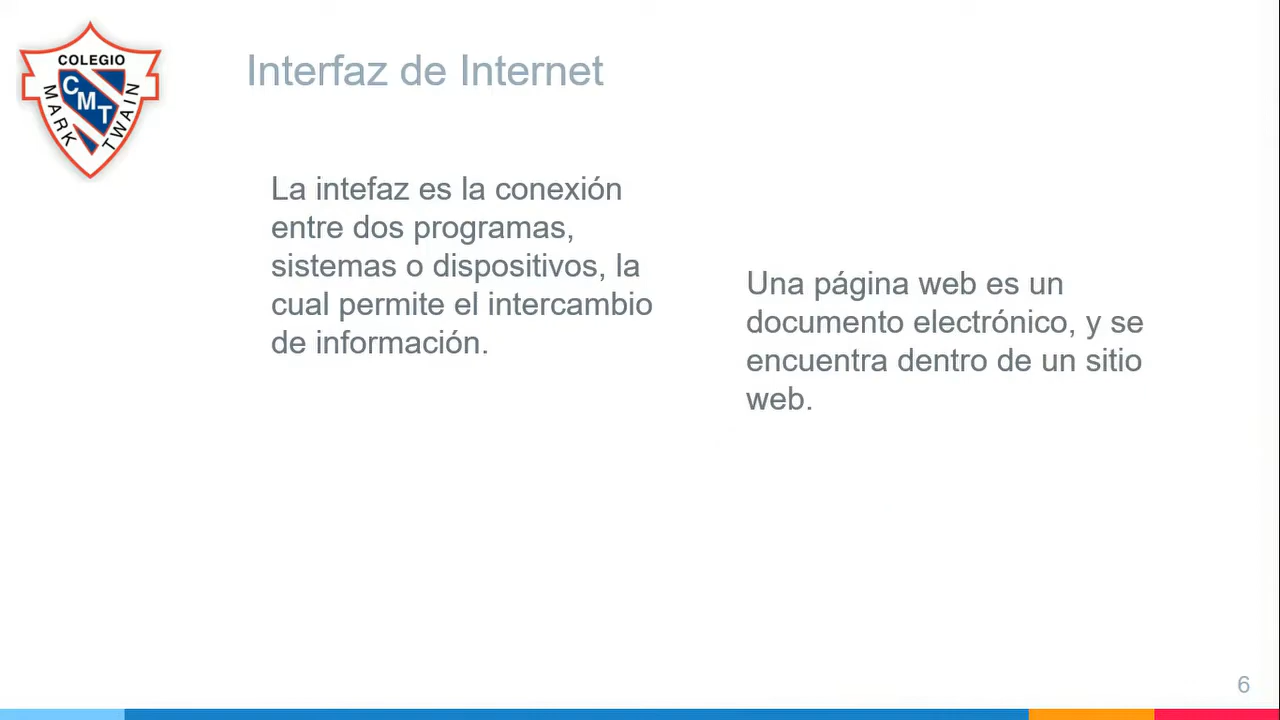 COLEGIO
CMT
MARK TWAIN
Interfaz de Internet
La intefaz es la conexión
entre dos programas,
sistemas o dispositivos, la
cual permite el intercambio
de información.
Una página web es un
documento electrónico, y se
encuentra dentro de un sitio
web.
6